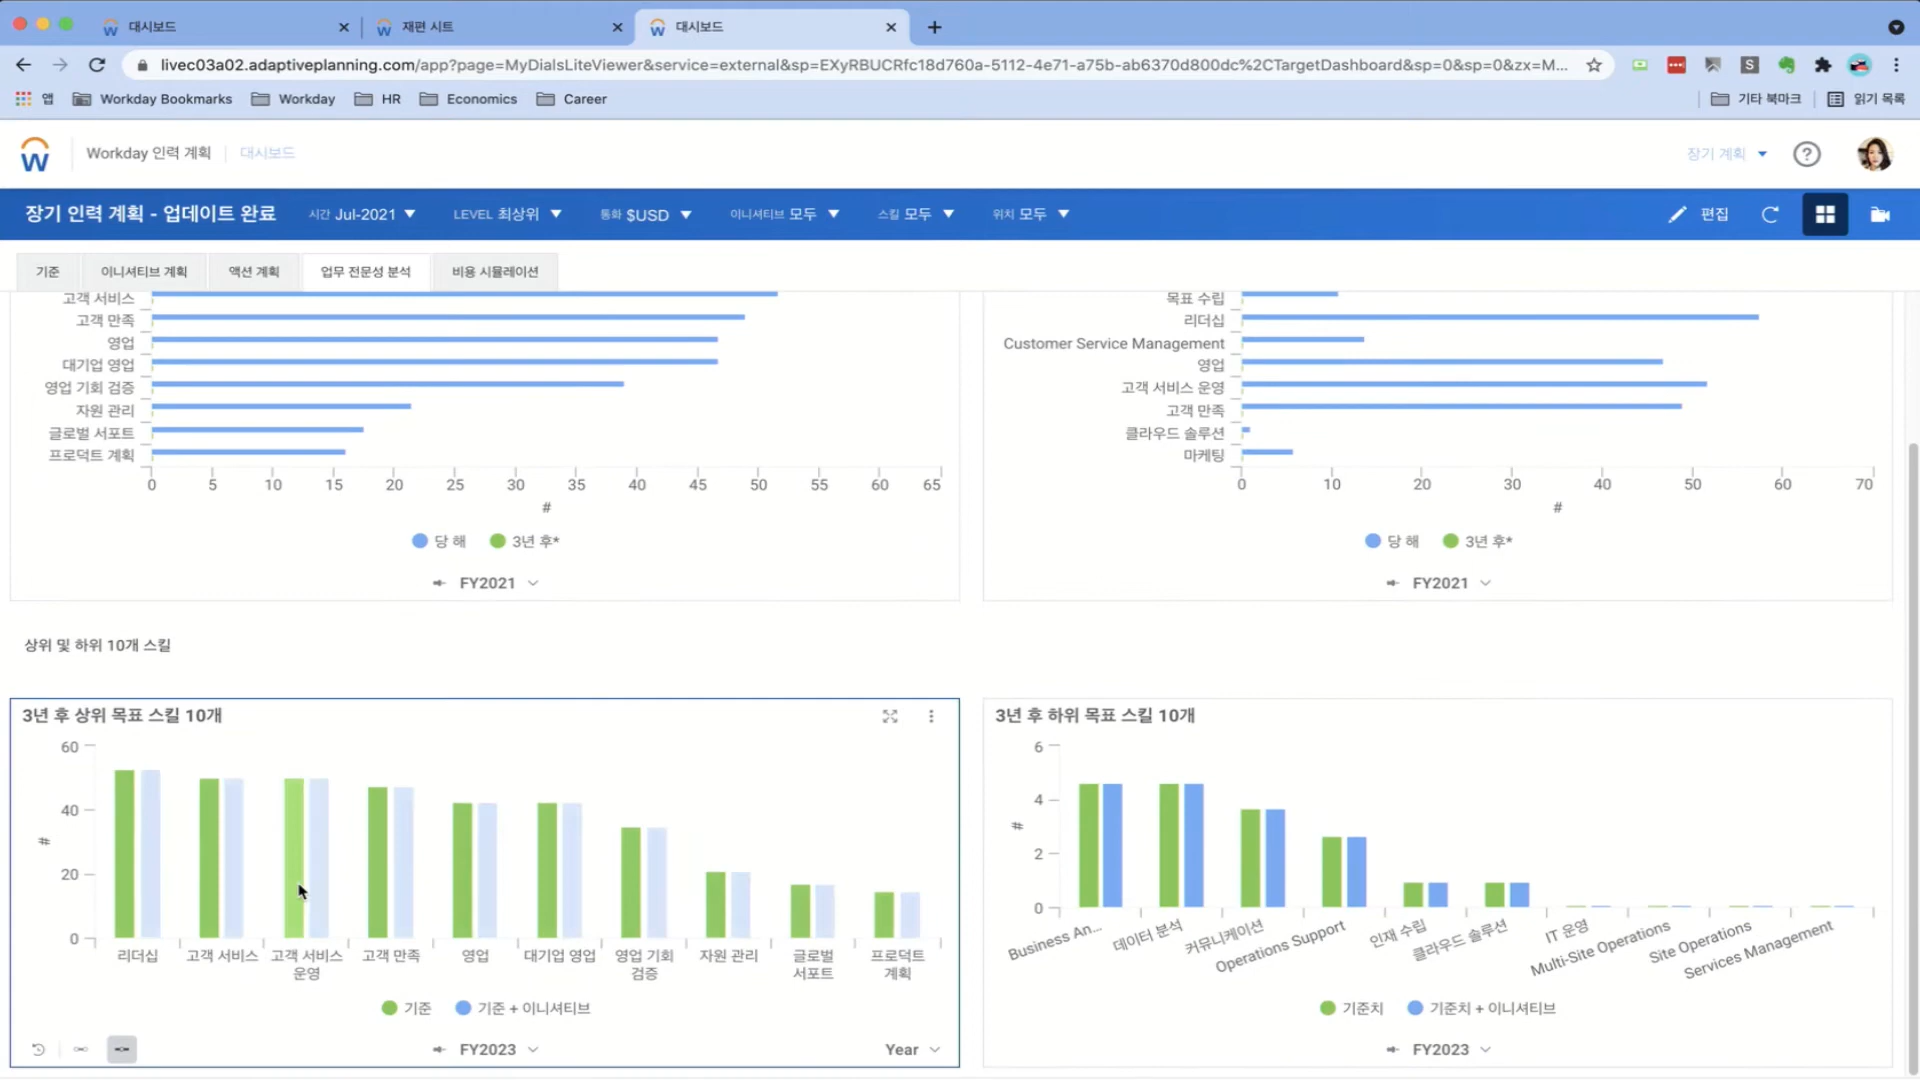 대시보드
재편 시트
대시보드
livec03a02.adaptiveplanning.com/app?page=MyDialsLiteViewer&service=external&sp=EXyRBUCRfc18d760a-5112-4e71-a75b-ab6370d800dc%2CTargetDashboard&sp=0&sp=0&zx=M...
앱 Workday Bookmarks Workday HR Economics Career 기타 북마크 읽기 목록
Workday 인력 계획 대시보드 장기 계획
장기 인력 계획 - 업데이트 완료 시간 Jul-2021 LEVEL 최상위 통화 $USD 이니셔티브 모두 스킬 모두 위치 모두 편집
기준 이니셔티브 계획 액션 계획 업무 전문성 분석 비용 시뮬레이션
고객 서비스
고객 만족
영업
대기업 영업
영업 기회 검증
자원 관리
글로벌 서포트
프로덕트 계획
0 5 10 15 20 25 30 35 40 45 50 55 60 65
#
당 해 3년 후*
FY2021
목표 수립
리더십
Customer Service Management
영업
고객 서비스 운영
고객 만족
클라우드 솔루션
마케팅
0 10 20 30 40 50 60 70
#
당 해 3년 후*
FY2021
상위 및 하위 10개 스킬
3년 후 상위 목표 스킬 10개
60
40
#
20
0
리더십
고객 서비스
고객 서비스
운영
고객 만족
영업
대기업 영업
영업 기회
검증
자원 관리
글로벌
서포트
프로덕트
계획
기준 기준 + 이니셔티브
FY2023 Year
3년 후 하위 목표 스킬 10개
6
4
#
2
0
Business An...
데이터 분석
커뮤니케이션
Operations Support
인재 수립
클라우드 솔루션
IT 운영
Multi-Site Operations
Site Operations
Services Management
기준치 기준치 + 이니셔티브
FY2023